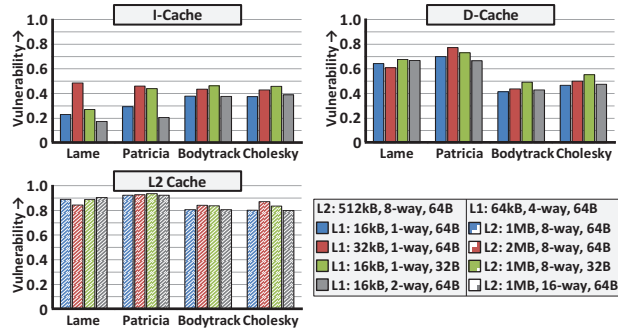 I-Cache
Vulnerability →
1.0
0.8
0.6
0.4
0.2
0
Lame Patricia Bodytrack Cholesky
D-Cache
Vulnerability →
1.0
0.8
0.6
0.4
0.2
0
Lame Patricia Bodytrack Cholesky
L2 Cache
Vulnerability →
1.0
0.8
0.6
0.4
0.2
0
Lame Patricia Bodytrack Cholesky
L2: 512kB, 8-way, 64B
L1: 16kB, 1-way, 64B
L1: 32kB, 1-way, 64B
L1: 16kB, 1-way, 32B
L1: 16kB, 2-way, 64B
L1: 64kB, 4-way, 64B
L2: 1MB, 8-way, 64B
L2: 2MB, 8-way, 64B
L2: 1MB, 8-way, 32B
L2: 1MB, 16-way, 64B